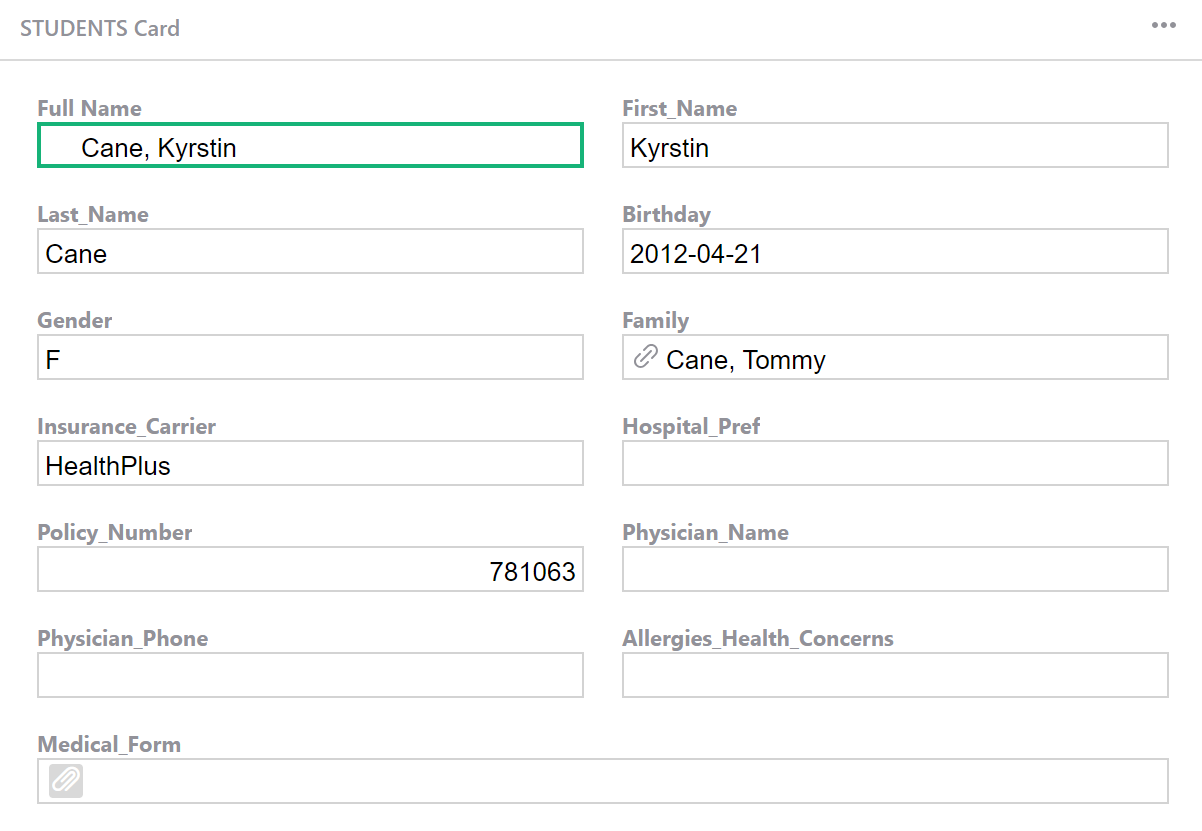 STUDENTS Card
Full Name
Cane, Kyrstin
First_Name
Kyrstin
Last_Name
Cane
Birthday
2012-04-21
Gender
F
Family
Cane, Tommy
Insurance_Carrier
HealthPlus
Hospital_Pref
Policy_Number
781063
Physician_Name
Physician_Phone
Allergies_Health_Concerns
Medical_Form